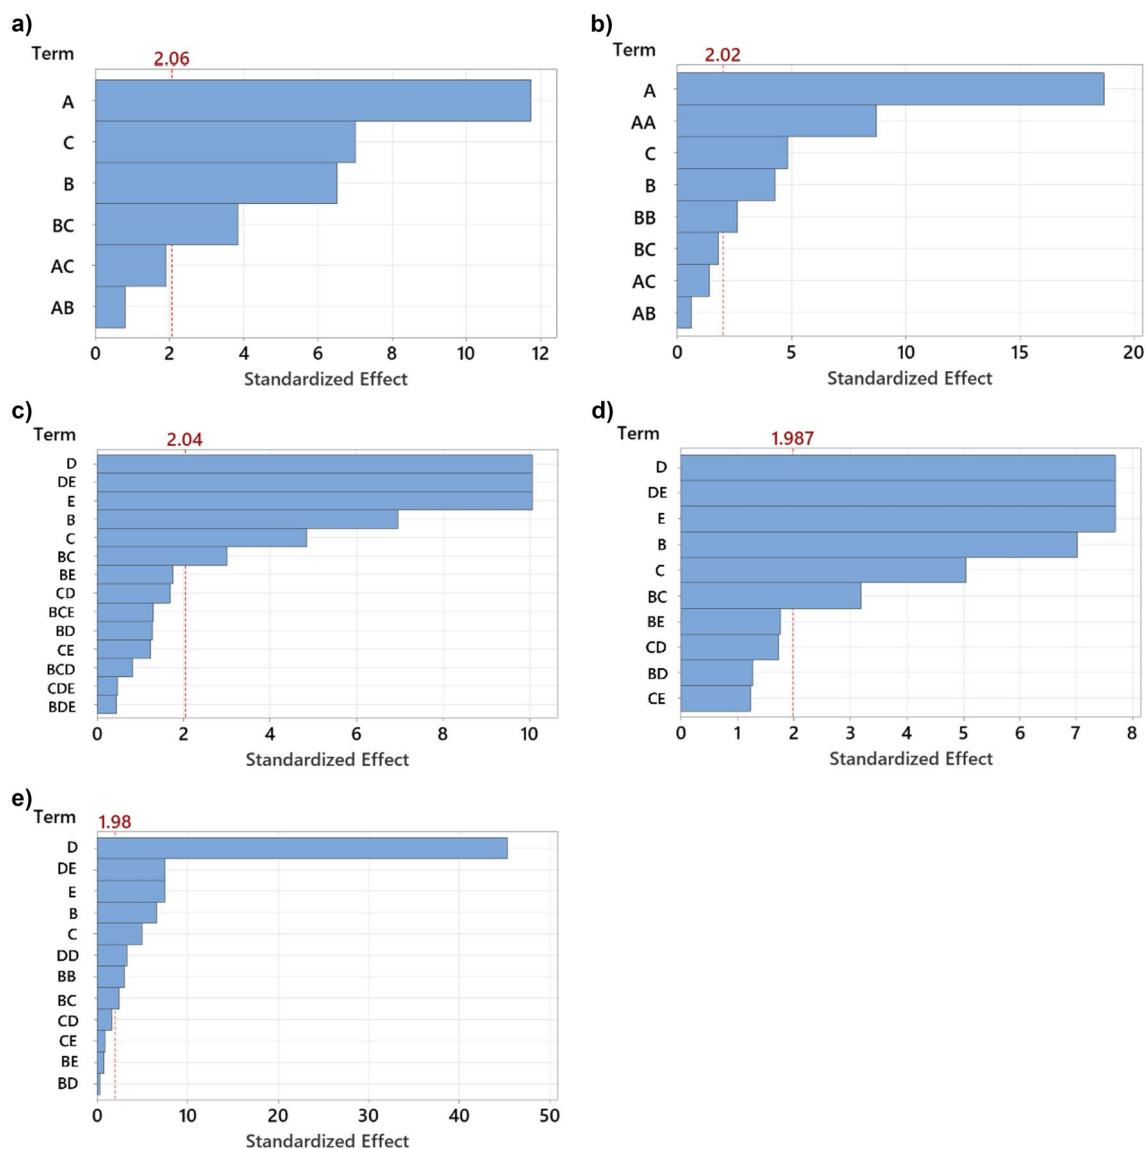 a)
Term
2.06
A
C
B
BC
AC
AB
0 2 4 6 8 10 12
Standardized Effect
b)
Term
2.02
A
AA
C
B
BB
BC
AC
AB
0 5 10 15 20
Standardized Effect
c)
Term
2.04
D
DE
E
B
C
BC
BE
CD
BCE
BD
CE
BCD
CDE
BDE
0 2 4 6 8 10
Standardized Effect
d)
Term
1.987
D
DE
E
B
C
BC
BE
CD
BD
CE
0 1 2 3 4 5 6 7 8
Standardized Effect
e)
Term
1.98
D
DE
E
B
C
DD
BB
BC
CD
CE
BE
BD
0 10 20 30 40 50
Standardized Effect